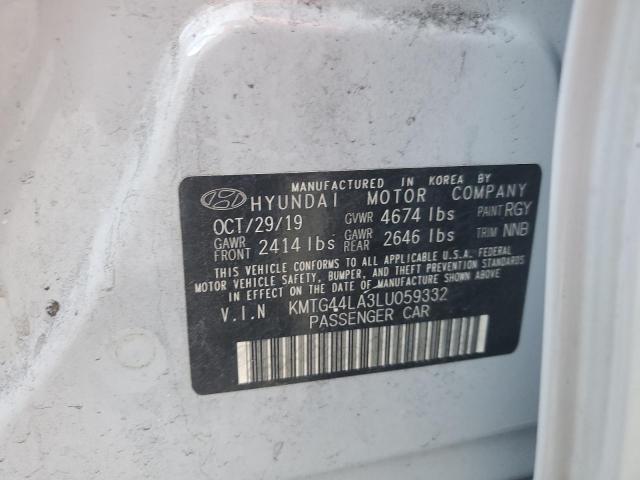 MANUFACTURED IN KOREA BY
HYUNDAI MOTOR COMPANY
OCT/29/19 GVWR 4674 lbs PAINT RGY
GAWR FRONT 2414 lbs GAWR REAR 2646 lbs TRIM NNB
THIS VEHICLE CONFORMS TO ALL APPLICABLE U.S.A. FEDERAL
MOTOR VEHICLE SAFETY, BUMPER, AND THEFT PREVENTION STANDARDS
IN EFFECT ON THE DATE OF MANUFACTURE SHOWN ABOVE.
V.I.N KMTG44LA3LU059332
PASSENGER CAR